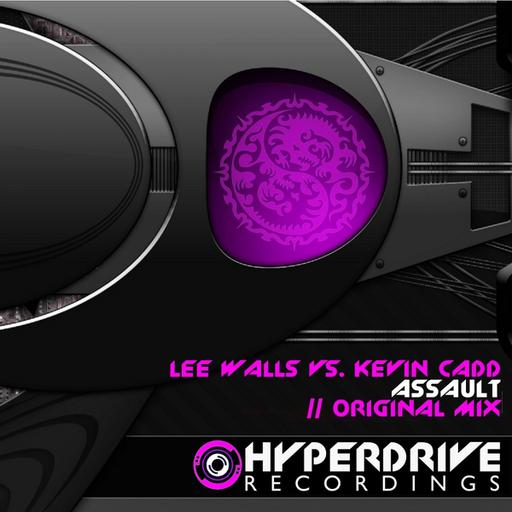 LEE WALLS VS. KEVIN CADD
ASSAULT
// ORIGINAL MIX
HYPERDRIVE
RECORDINGS